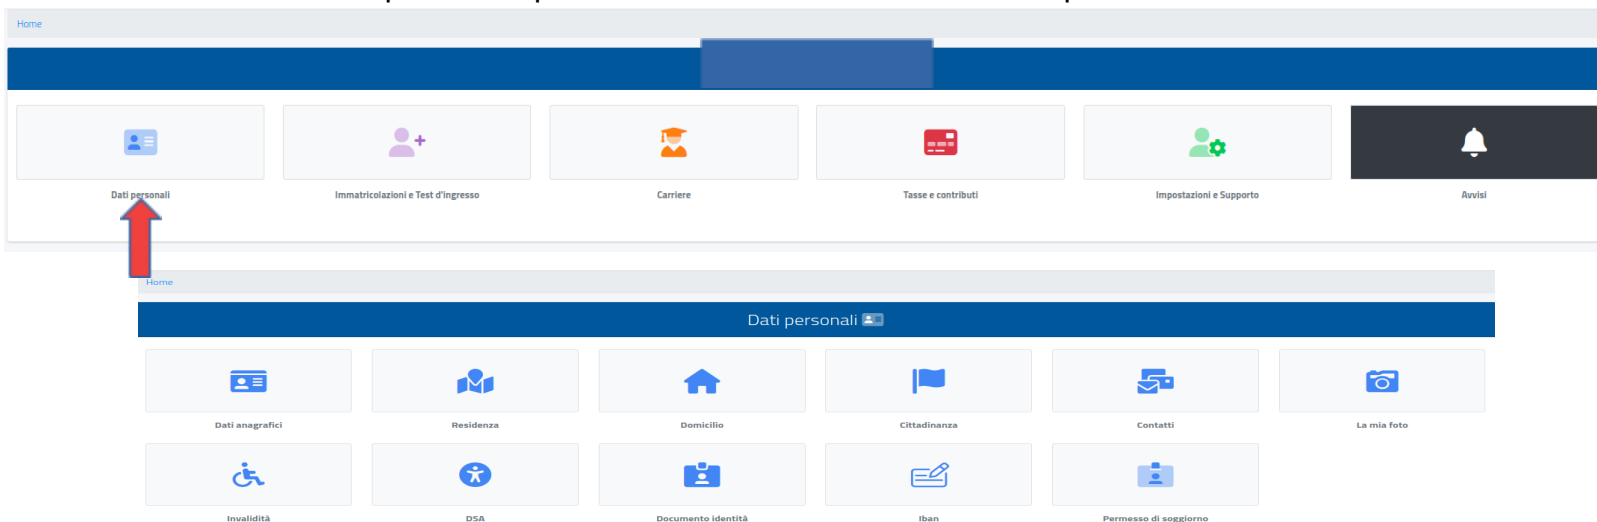 Home
Dati personali
Immatricolazioni e Test d'ingresso
Carriere
Tasse e contributi
Impostazioni e Supporto
Avvisi
Home
Dati personali
Dati anagrafici
Residenza
Domicilio
Cittadinanza
Contatti
La mia foto
Invalidità
DSA
Documento identità
Iban
Permesso di soggiorno